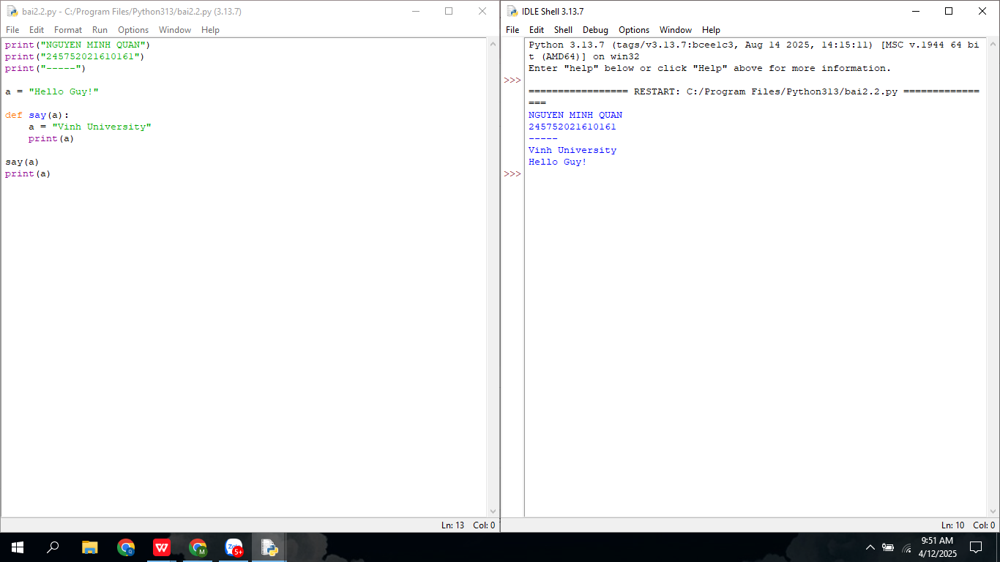 bai2.2.py - C:/Program Files/Python313/bai2.2.py (3.13.7)
File Edit Format Run Options Window Help
print("NGUYEN MINH QUAN")
print("245752021610161")
print("-----")
a = "Hello Guy!"
def say(a):
    a = "Vinh University"
    print(a)
say(a)
print(a)
Ln: 13 Col: 0
IDLE Shell 3.13.7
File Edit Shell Debug Options Window Help
Python 3.13.7 (tags/v3.13.7:bcee1c3, Aug 14 2025, 14:15:11) [MSC v.1944 64 bi
t (AMD64)] on win32
Enter "help" below or click "Help" above for more information.
>>>
================= RESTART: C:/Program Files/Python313/bai2.2.py =============
===
NGUYEN MINH QUAN
245752021610161
-----
Vinh University
Hello Guy!
>>>
Ln: 10 Col: 0
5+
9:51 AM
4/12/2025